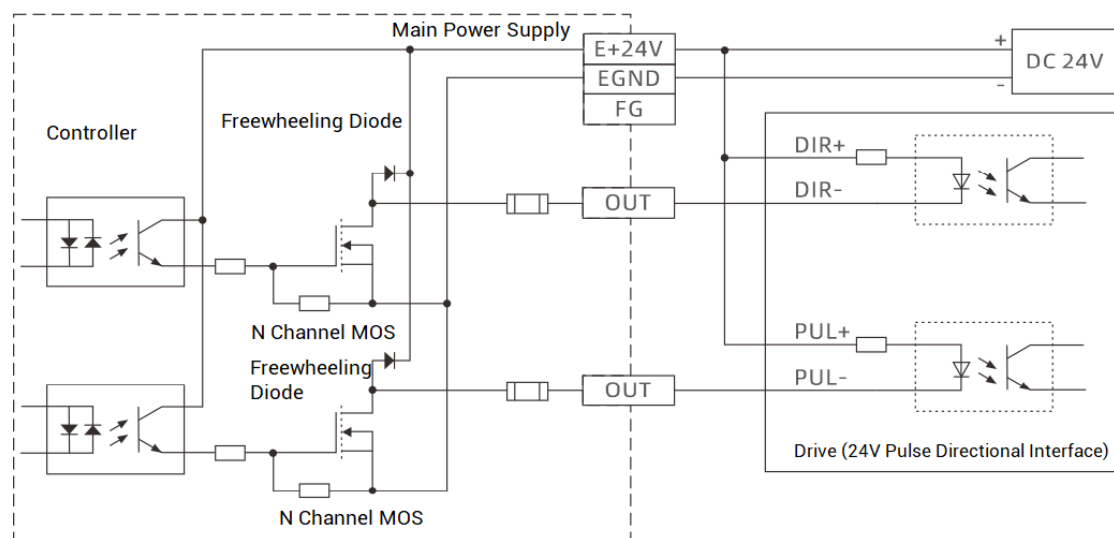 Main Power Supply
E+24V
+
DC 24V
EGND
-
FG
Controller
Freewheeling Diode
DIR+
DIR-
OUT
N Channel MOS
PUL+
Freewheeling
Diode
PUL-
OUT
Drive (24V Pulse Directional Interface)
N Channel MOS